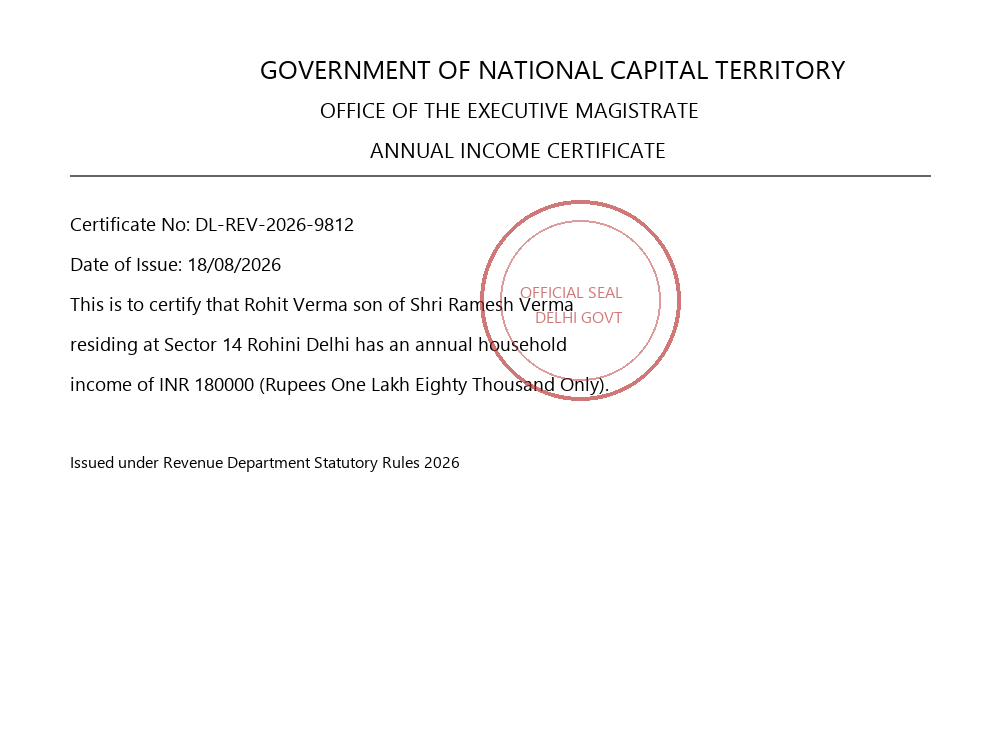 GOVERNMENT OF NATIONAL CAPITAL TERRITORY
OFFICE OF THE EXECUTIVE MAGISTRATE
ANNUAL INCOME CERTIFICATE
Certificate No: DL-REV-2026-9812
Date of Issue: 18/08/2026
OFFICIAL SEAL
This is to certify that Rohit Verma son of Shri Ramesh Verma
DELHI GOVT
residing at Sector 14 Rohini Delhi has an annual household
income of INR 180000 (Rupees One Lakh Eighty Thousand Only).
Issued under Revenue Department Statutory Rules 2026